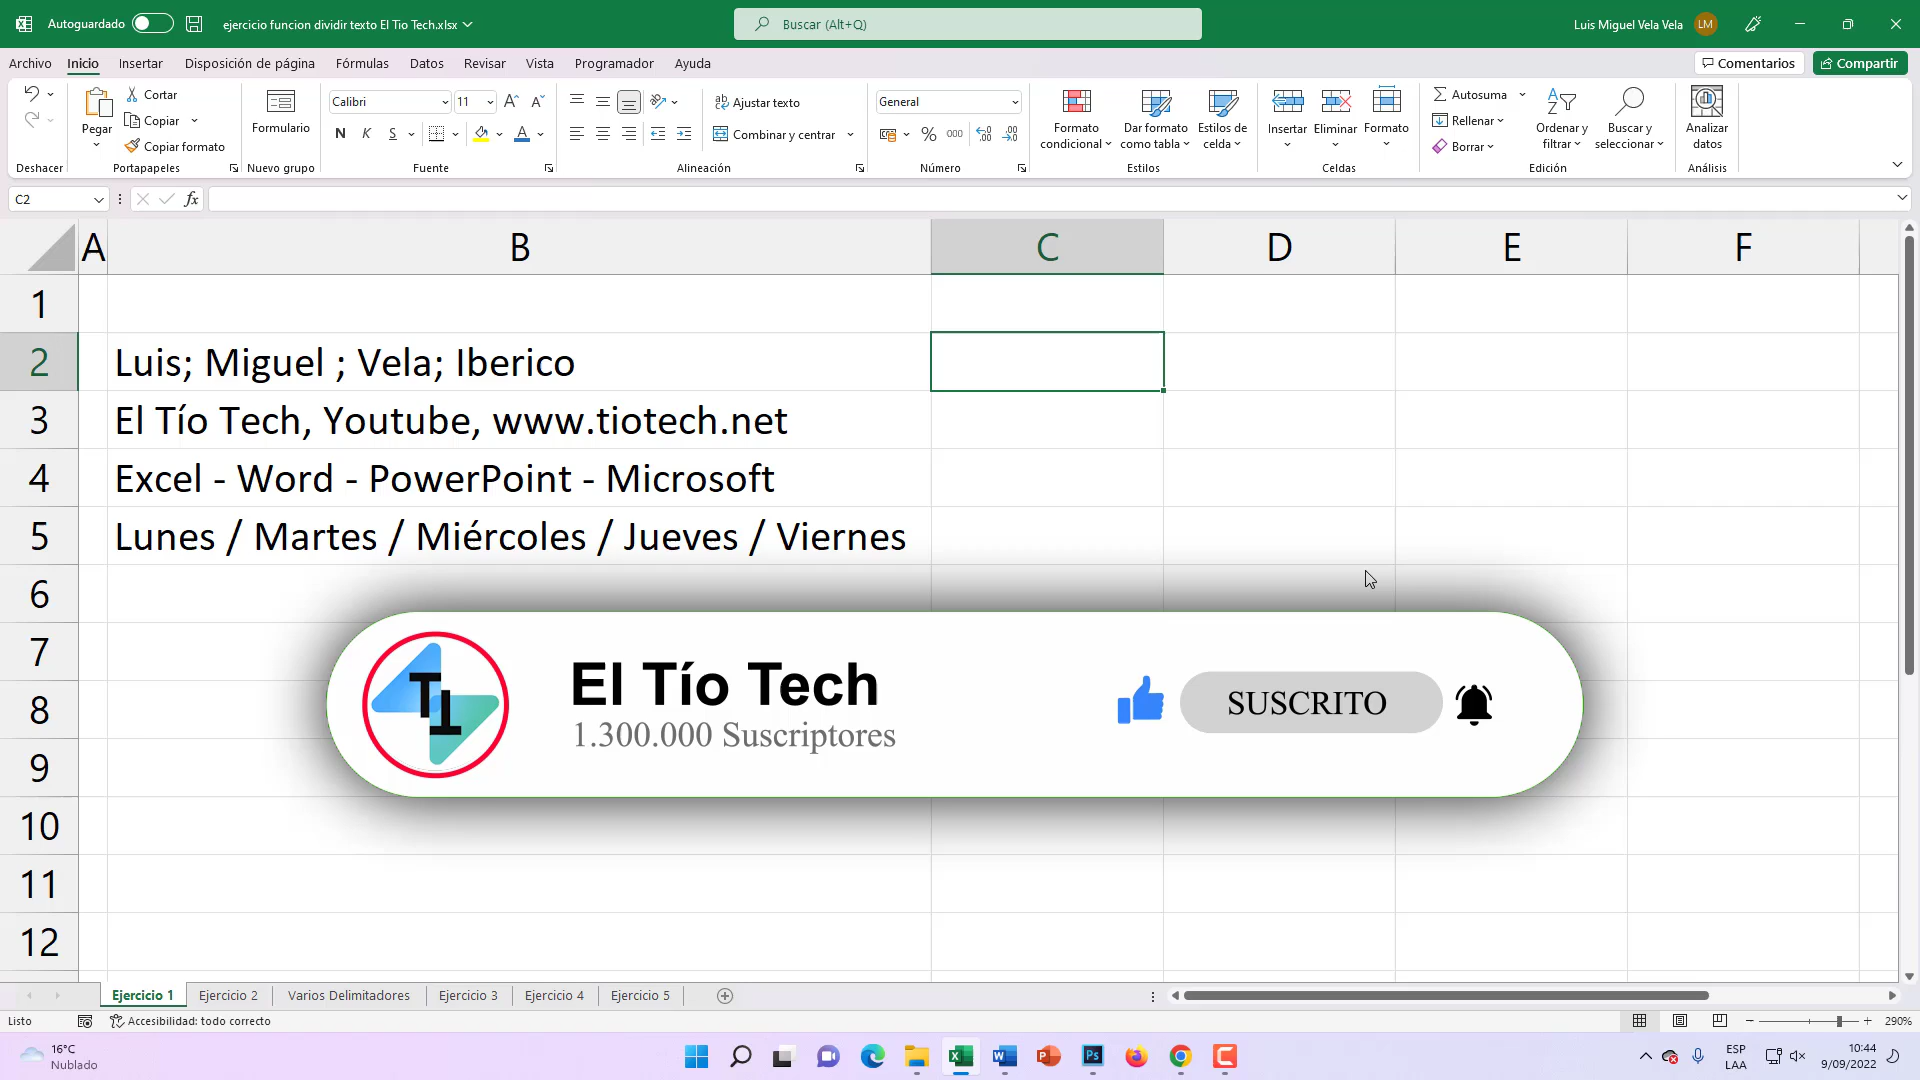 Autoguardado ejercicio funcion dividir texto El Tio Tech.xlsx Buscar (Alt+Q) Luis Miguel Vela Vela LM
Archivo Inicio Insertar Disposición de página Fórmulas Datos Revisar Vista Programador Ayuda Comentarios Compartir
Pegar Cortar Copiar Copiar formato
Formulario
Calibri 11
N K S
Ajustar texto
Combinar y centrar
General
% 000
Formato condicional
Dar formato como tabla
Estilos de celda
Insertar Eliminar Formato
Autosuma
Rellenar
Borrar
Ordenar y filtrar
Buscar y seleccionar
Analizar datos
Deshacer Portapapeles Nuevo grupo Fuente Alineación Número Estilos Celdas Edición Análisis
C2 fx
A B C D E F
1
2 Luis; Miguel ; Vela; Iberico
3 El Tío Tech, Youtube, www.tiotech.net
4 Excel - Word - PowerPoint - Microsoft
5 Lunes / Martes / Miércoles / Jueves / Viernes
6
7
8
9
10
11
12
El Tío Tech
1.300.000 Suscriptores
SUSCRITO
Ejercicio 1 Ejercicio 2 Varios Delimitadores Ejercicio 3 Ejercicio 4 Ejercicio 5
Listo Accesibilidad: todo correcto 290%
16°C
Nublado
ESP
LAA
10:44
9/09/2022